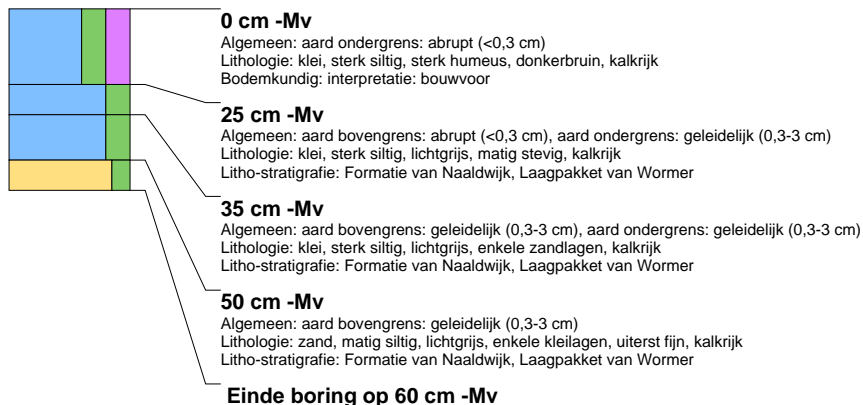 0 cm -Mv
Algemeen: aard ondergrens: abrupt (<0,3 cm)
Lithologie: klei, sterk siltig, sterk humeus, donkerbruin, kalkrijk
Bodemkundig: interpretatie: bouwvoor
25 cm -Mv
Algemeen: aard bovengrens: abrupt (<0,3 cm), aard ondergrens: geleidelijk (0,3-3 cm)
Lithologie: klei, sterk siltig, lichtgrijs, matig stevig, kalkrijk
Litho-stratigrafie: Formatie van Naaldwijk, Laagpakket van Wormer
35 cm -Mv
Algemeen: aard bovengrens: geleidelijk (0,3-3 cm), aard ondergrens: geleidelijk (0,3-3 cm)
Lithologie: klei, sterk siltig, lichtgrijs, enkele zandlagen, kalkrijk
Litho-stratigrafie: Formatie van Naaldwijk, Laagpakket van Wormer
50 cm -Mv
Algemeen: aard bovengrens: geleidelijk (0,3-3 cm)
Lithologie: zand, matig siltig, lichtgrijs, enkele kleilagen, uiterst fijn, kalkrijk
Litho-stratigrafie: Formatie van Naaldwijk, Laagpakket van Wormer
Einde boring op 60 cm -Mv